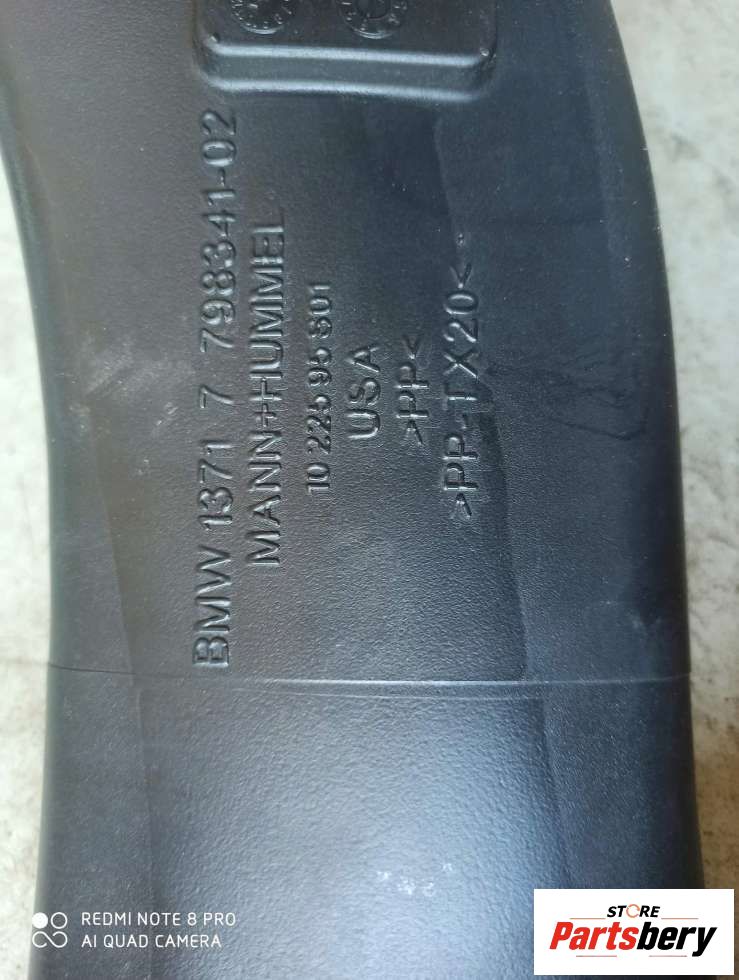 BMW 1371 7 798341-02
MANN+HUMMEL
10 225 95 S01
USA
>PP<
>PP-TX20<
REDMI NOTE 8 PRO
AI QUAD CAMERA
STORE
Partsbery